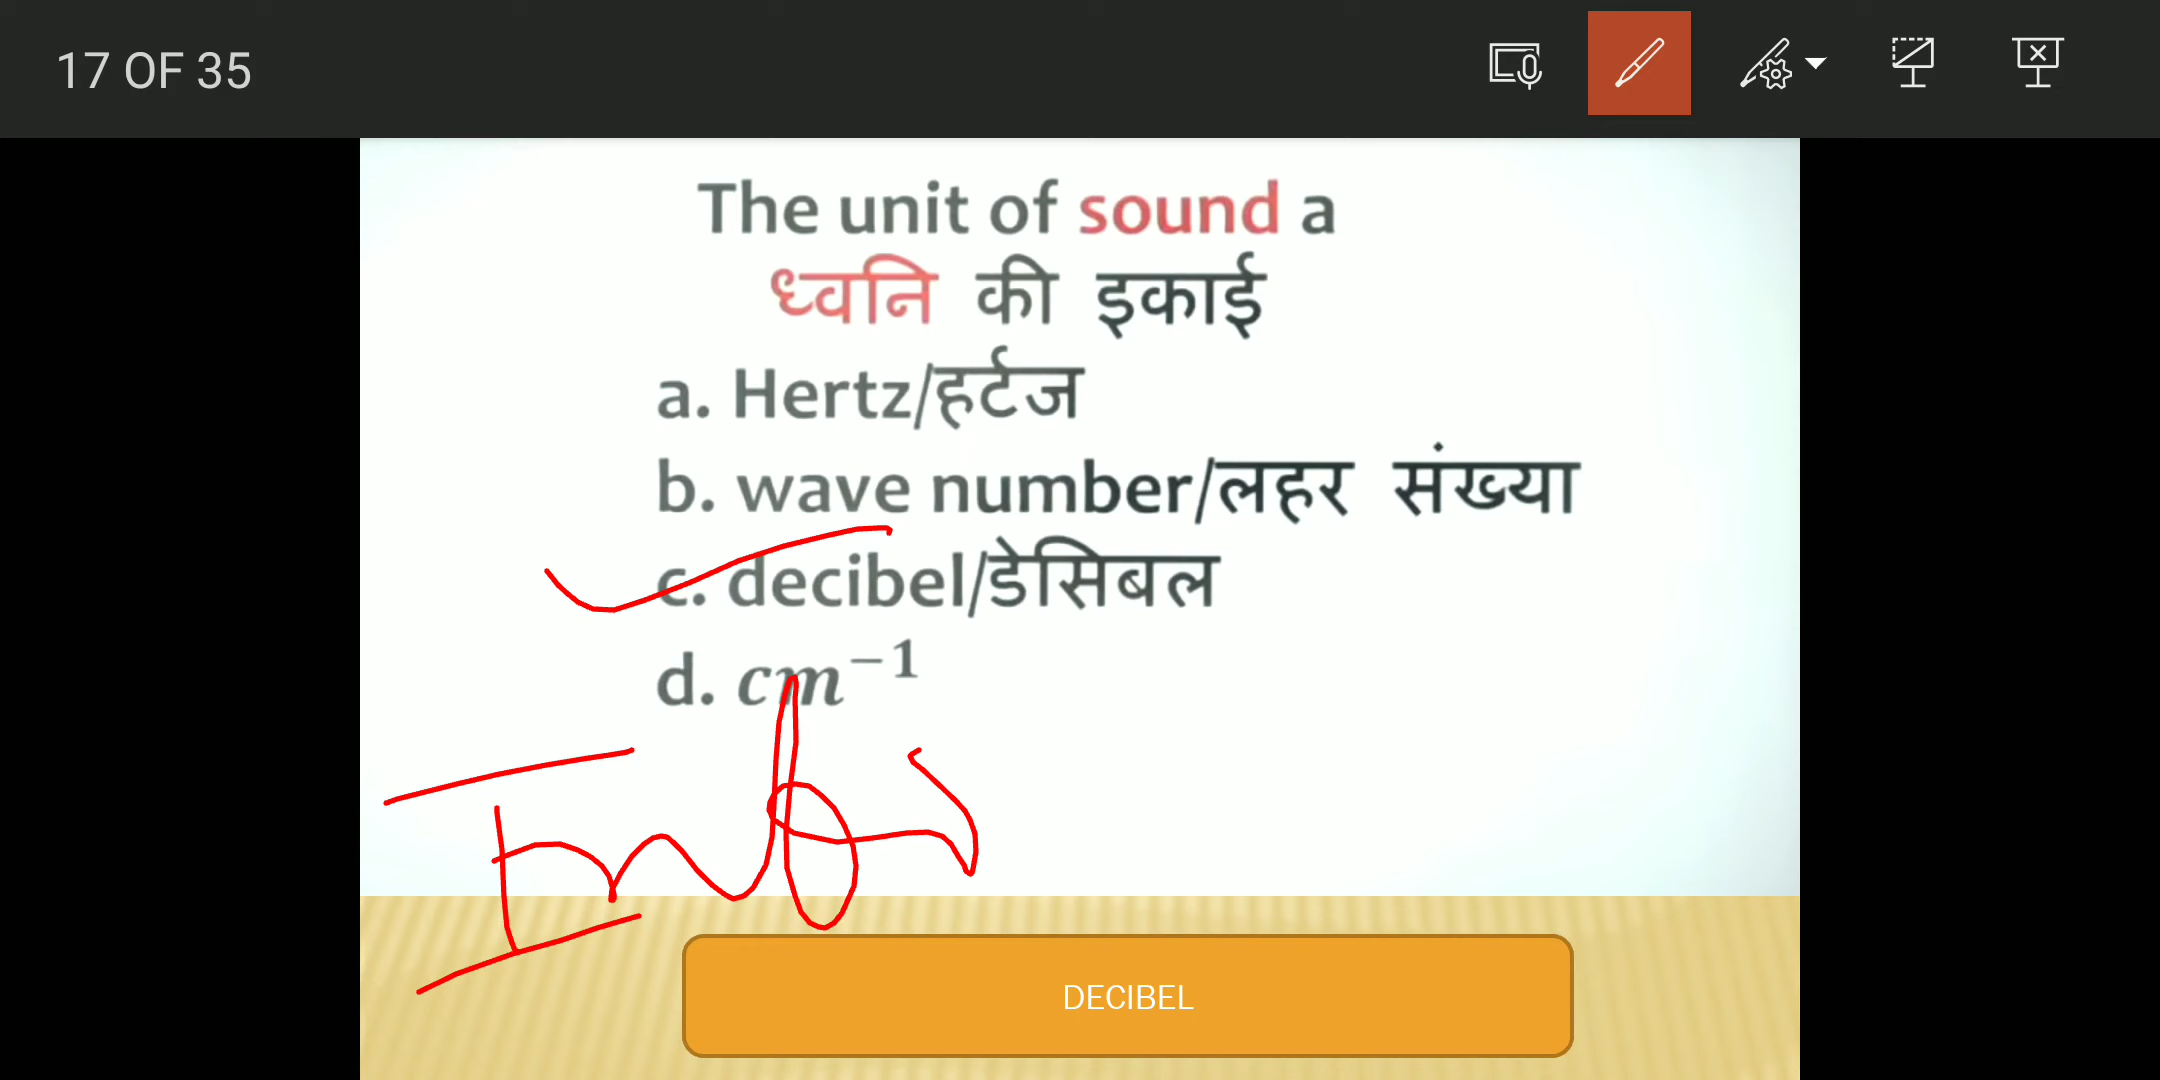 17 OF 35
The unit of sound a
ध्वनि की इकाई
a. Hertz/हर्टज
b. wave number/लहर संख्या
c. decibel/डेसिबल
d. cm⁻¹
DECIBEL